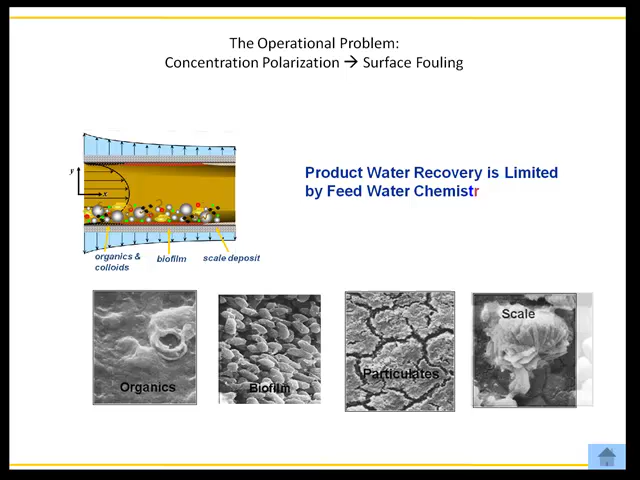 The Operational Problem:
Concentration Polarization → Surface Fouling
Product Water Recovery is Limited
by Feed Water Chemistr
y
x
organics &
colloids
biofilm
scale deposit
Organics
Biofilm
Particulates
Scale